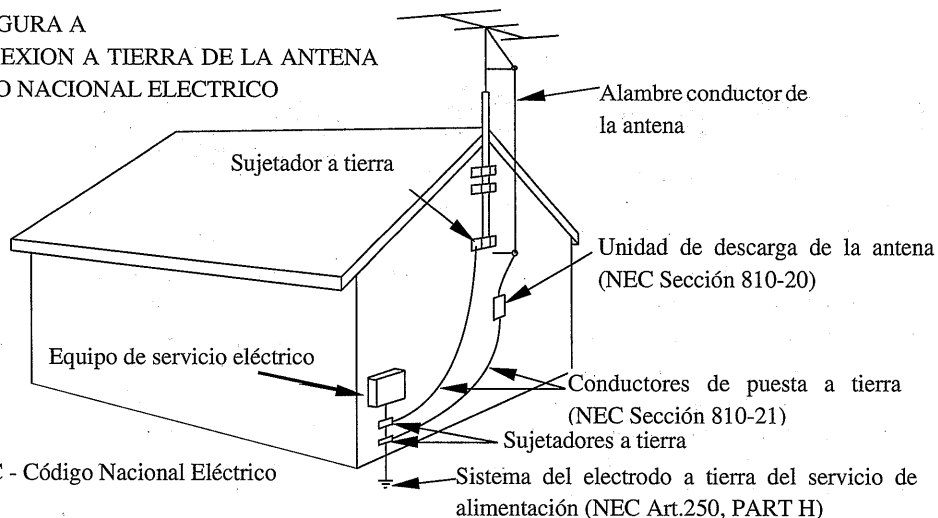 GURA A
EXION A TIERRA DE LA ANTENA
O NACIONAL ELECTRICO
Alambre conductor de
la antena
Sujetador a tierra
Unidad de descarga de la antena
(NEC Sección 810-20)
Equipo de servicio eléctrico
Conductores de puesta a tierra
(NEC Sección 810-21)
Sujetadores a tierra
C - Código Nacional Eléctrico
Sistema del electrodo a tierra del servicio de
alimentación (NEC Art.250, PART H)